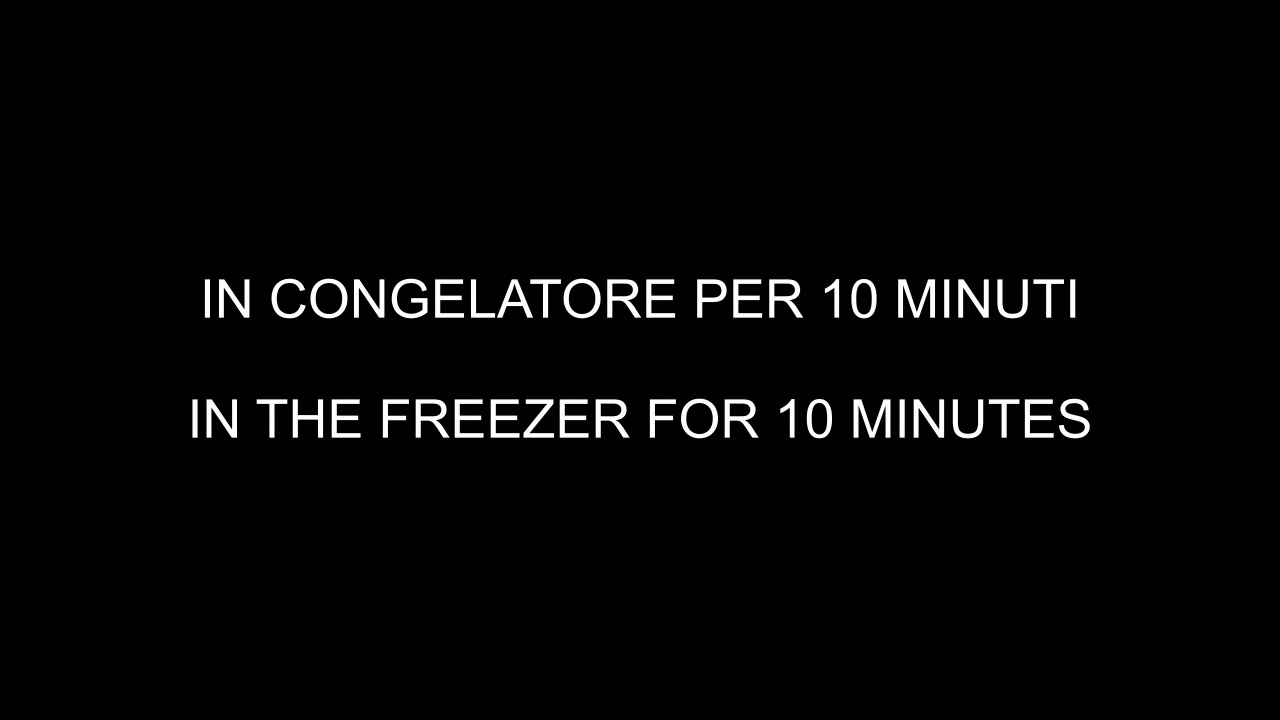 IN CONGELATORE PER 10 MINUTI
IN THE FREEZER FOR 10 MINUTES